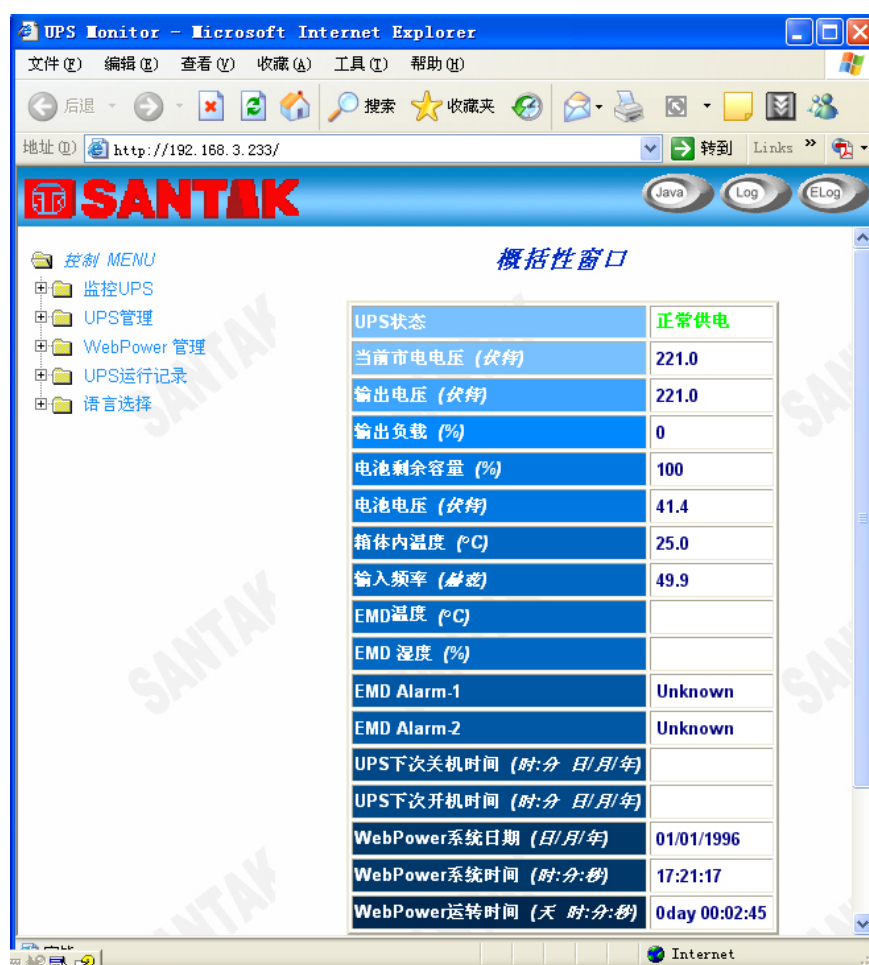 UPS Monitor - Microsoft Internet Explorer
文件(F) 编辑(E) 查看(V) 收藏(A) 工具(T) 帮助(H)
后退 搜索 收藏夹
地址(D) http://192.168.3.233/ 转到 Links »
SANTAK Java Log ELog
控制 MENU
监控UPS
UPS管理
WebPower 管理
UPS运行记录
语言选择
概括性窗口
UPS状态 正常供电
当前市电电压 (伏特) 221.0
输出电压 (伏特) 221.0
输出负载 (%) 0
电池剩余容量 (%) 100
电池电压 (伏特) 41.4
箱体内温度 (°C) 25.0
输入频率 (赫兹) 49.9
EMD温度 (°C)
EMD 湿度 (%)
EMD Alarm-1 Unknown
EMD Alarm-2 Unknown
UPS下次关机时间 (时:分 日/月/年)
UPS下次开机时间 (时:分 日/月/年)
WebPower系统日期 (日/月/年) 01/01/1996
WebPower系统时间 (时:分:秒) 17:21:17
WebPower运转时间 (天 时:分:秒) 0day 00:02:45
SANTAK
SANTAK
SANTAK
Internet